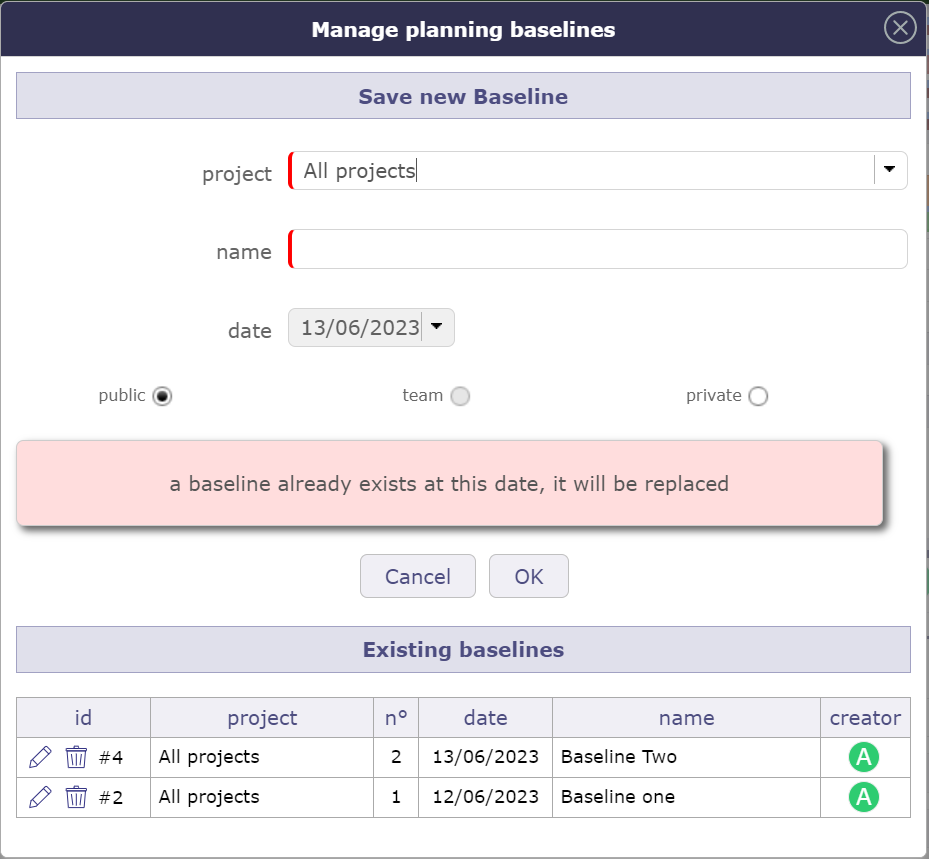 Manage planning baselines
Save new Baseline
project All projects
name
date 13/06/2023
public team private
a baseline already exists at this date, it will be replaced
Cancel OK
Existing baselines
id project n° date name creator
#4 All projects 2 13/06/2023 Baseline Two A
#2 All projects 1 12/06/2023 Baseline one A